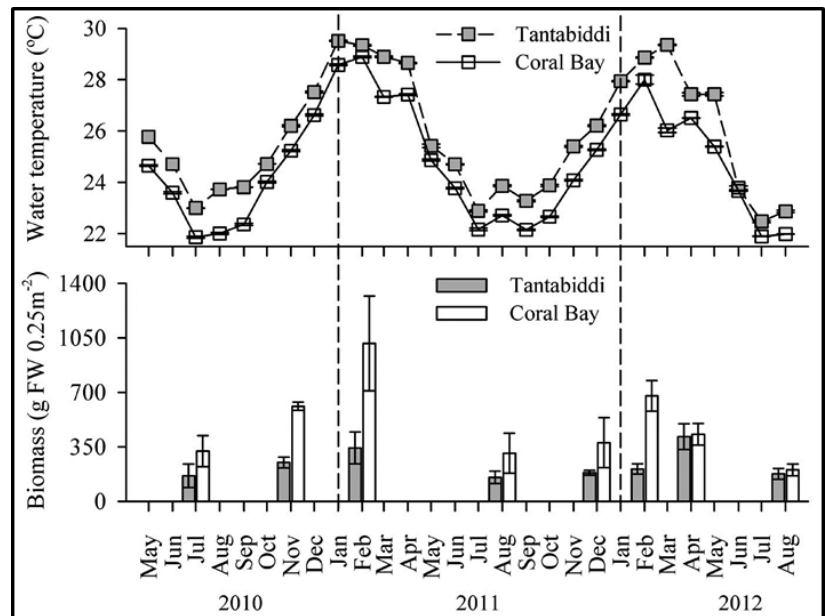 Water temperature (ºC)
30
28
26
24
22
Tantabiddi
Coral Bay
Biomass (g FW 0.25m-2)
1400
1050
700
350
0
Tantabiddi
Coral Bay
May
Jun
Jul
Aug
Sep
Oct
Nov
Dec
Jan
Feb
Mar
Apr
May
Jun
Jul
Aug
Sep
Oct
Nov
Dec
Jan
Feb
Mar
Apr
May
Jun
Jul
Aug
2010
2011
2012